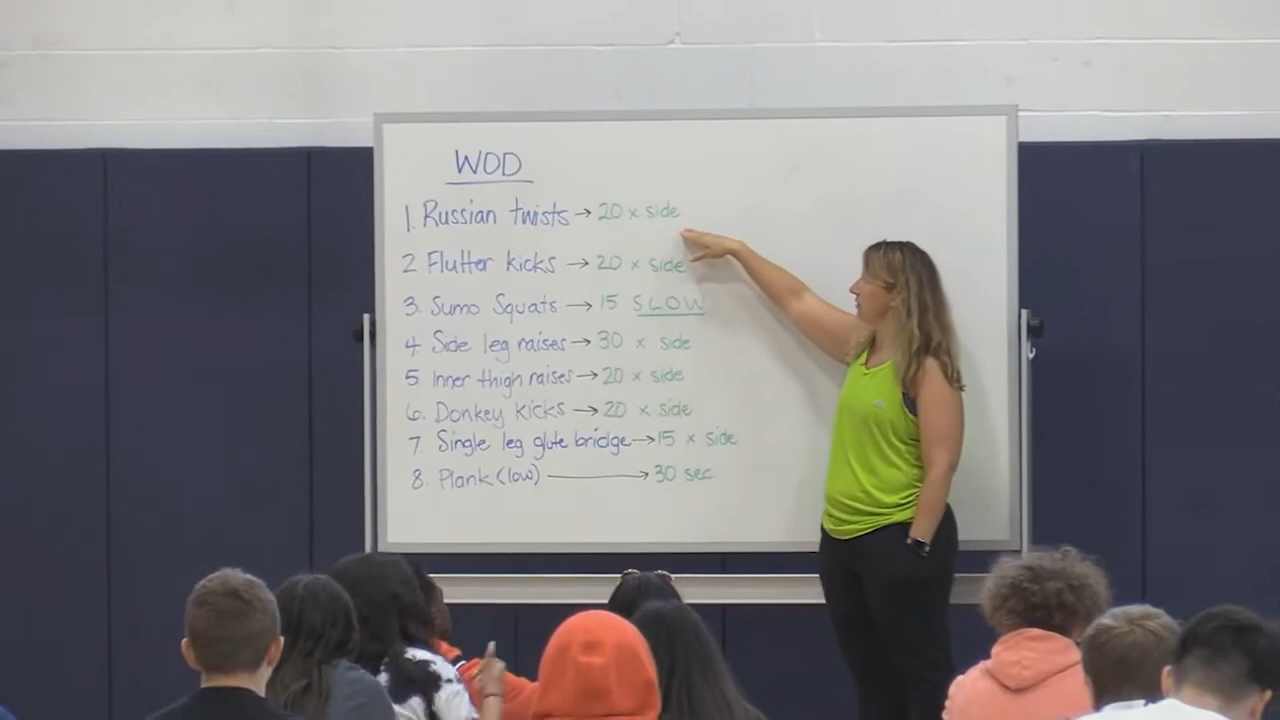 WOD
1. Russian twists → 20 x side
2 Flutter kicks → 20 x side
3. Sumo Squats → 15 SLOW
4. Side leg raises → 30 x side
5. Inner thigh raises → 20 x side
6. Donkey kicks → 20 x side
7. Single leg glute bridge → 15 x side
8. Plank (low) → 30 sec